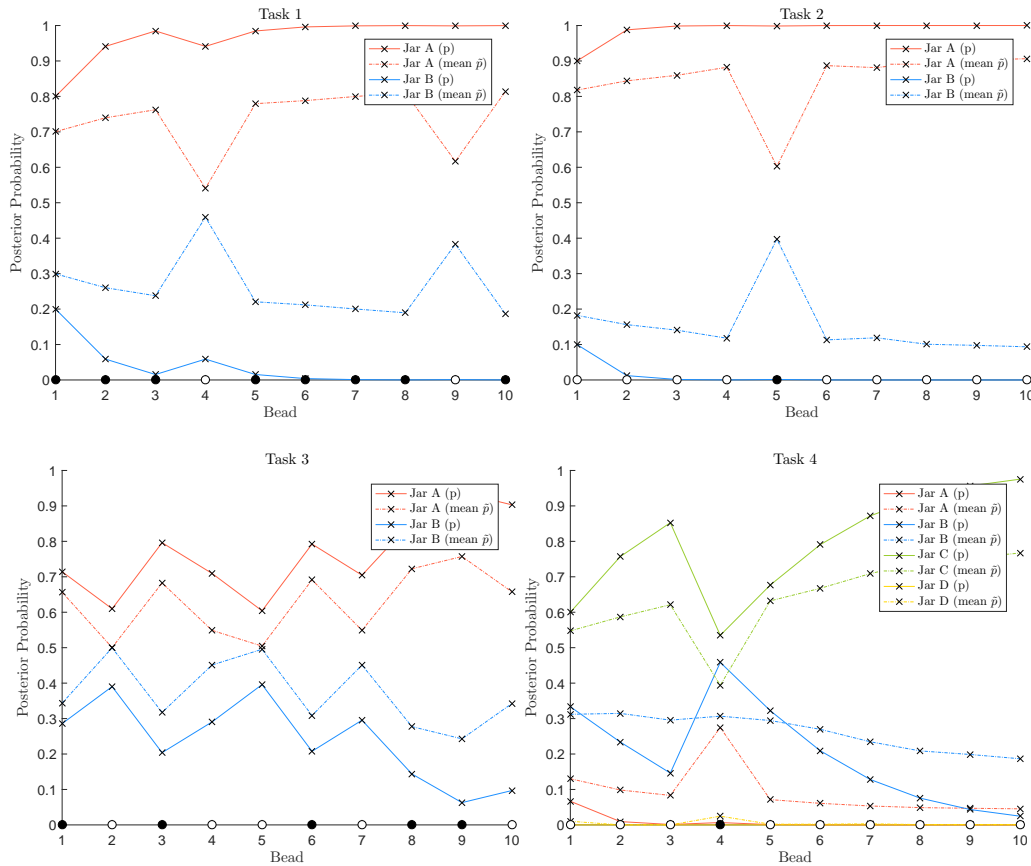 Task 1
1
0.9
0.8
0.7
0.6
0.5
0.4
0.3
0.2
0.1
0
Posterior Probability
Jar A (p)
Jar A (mean p̃)
Jar B (p)
Jar B (mean p̃)
1 2 3 4 5 6 7 8 9 10
Bead
Task 2
1
0.9
0.8
0.7
0.6
0.5
0.4
0.3
0.2
0.1
0
Posterior Probability
Jar A (p)
Jar A (mean p̃)
Jar B (p)
Jar B (mean p̃)
1 2 3 4 5 6 7 8 9 10
Bead
Task 3
1
0.9
0.8
0.7
0.6
0.5
0.4
0.3
0.2
0.1
0
Posterior Probability
Jar A (p)
Jar A (mean p̃)
Jar B (p)
Jar B (mean p̃)
1 2 3 4 5 6 7 8 9 10
Bead
Task 4
1
0.9
0.8
0.7
0.6
0.5
0.4
0.3
0.2
0.1
0
Posterior Probability
Jar A (p)
Jar A (mean p̃)
Jar B (p)
Jar B (mean p̃)
Jar C (p)
Jar C (mean p̃)
Jar D (p)
Jar D (mean p̃)
1 2 3 4 5 6 7 8 9 10
Bead